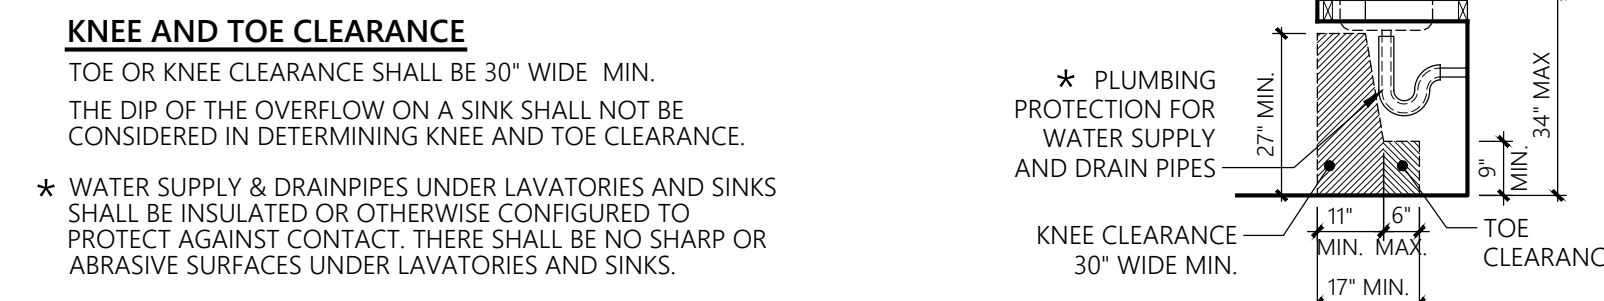 KNEE AND TOE CLEARANCE
TOE OR KNEE CLEARANCE SHALL BE 30" WIDE MIN.
THE DIP OF THE OVERFLOW ON A SINK SHALL NOT BE
CONSIDERED IN DETERMINING KNEE AND TOE CLEARANCE.
* WATER SUPPLY & DRAINPIPES UNDER LAVATORIES AND SINKS
SHALL BE INSULATED OR OTHERWISE CONFIGURED TO
PROTECT AGAINST CONTACT. THERE SHALL BE NO SHARP OR
ABRASIVE SURFACES UNDER LAVATORIES AND SINKS.
* PLUMBING
PROTECTION FOR
WATER SUPPLY
AND DRAIN PIPES
KNEE CLEARANCE
30" WIDE MIN.
27" MIN.
11"
MIN.
6"
MAX.
17" MIN.
9"
MIN.
34" MAX
TOE
CLEARANC